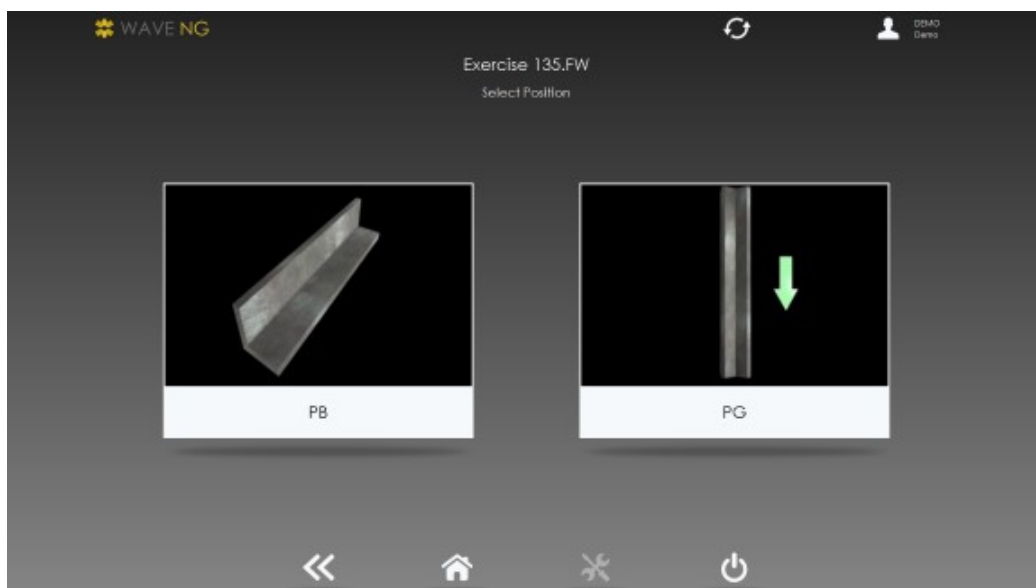 WAVE NG
DEMO
Demo
Exercise 135.FW
Select Position
PB
PG